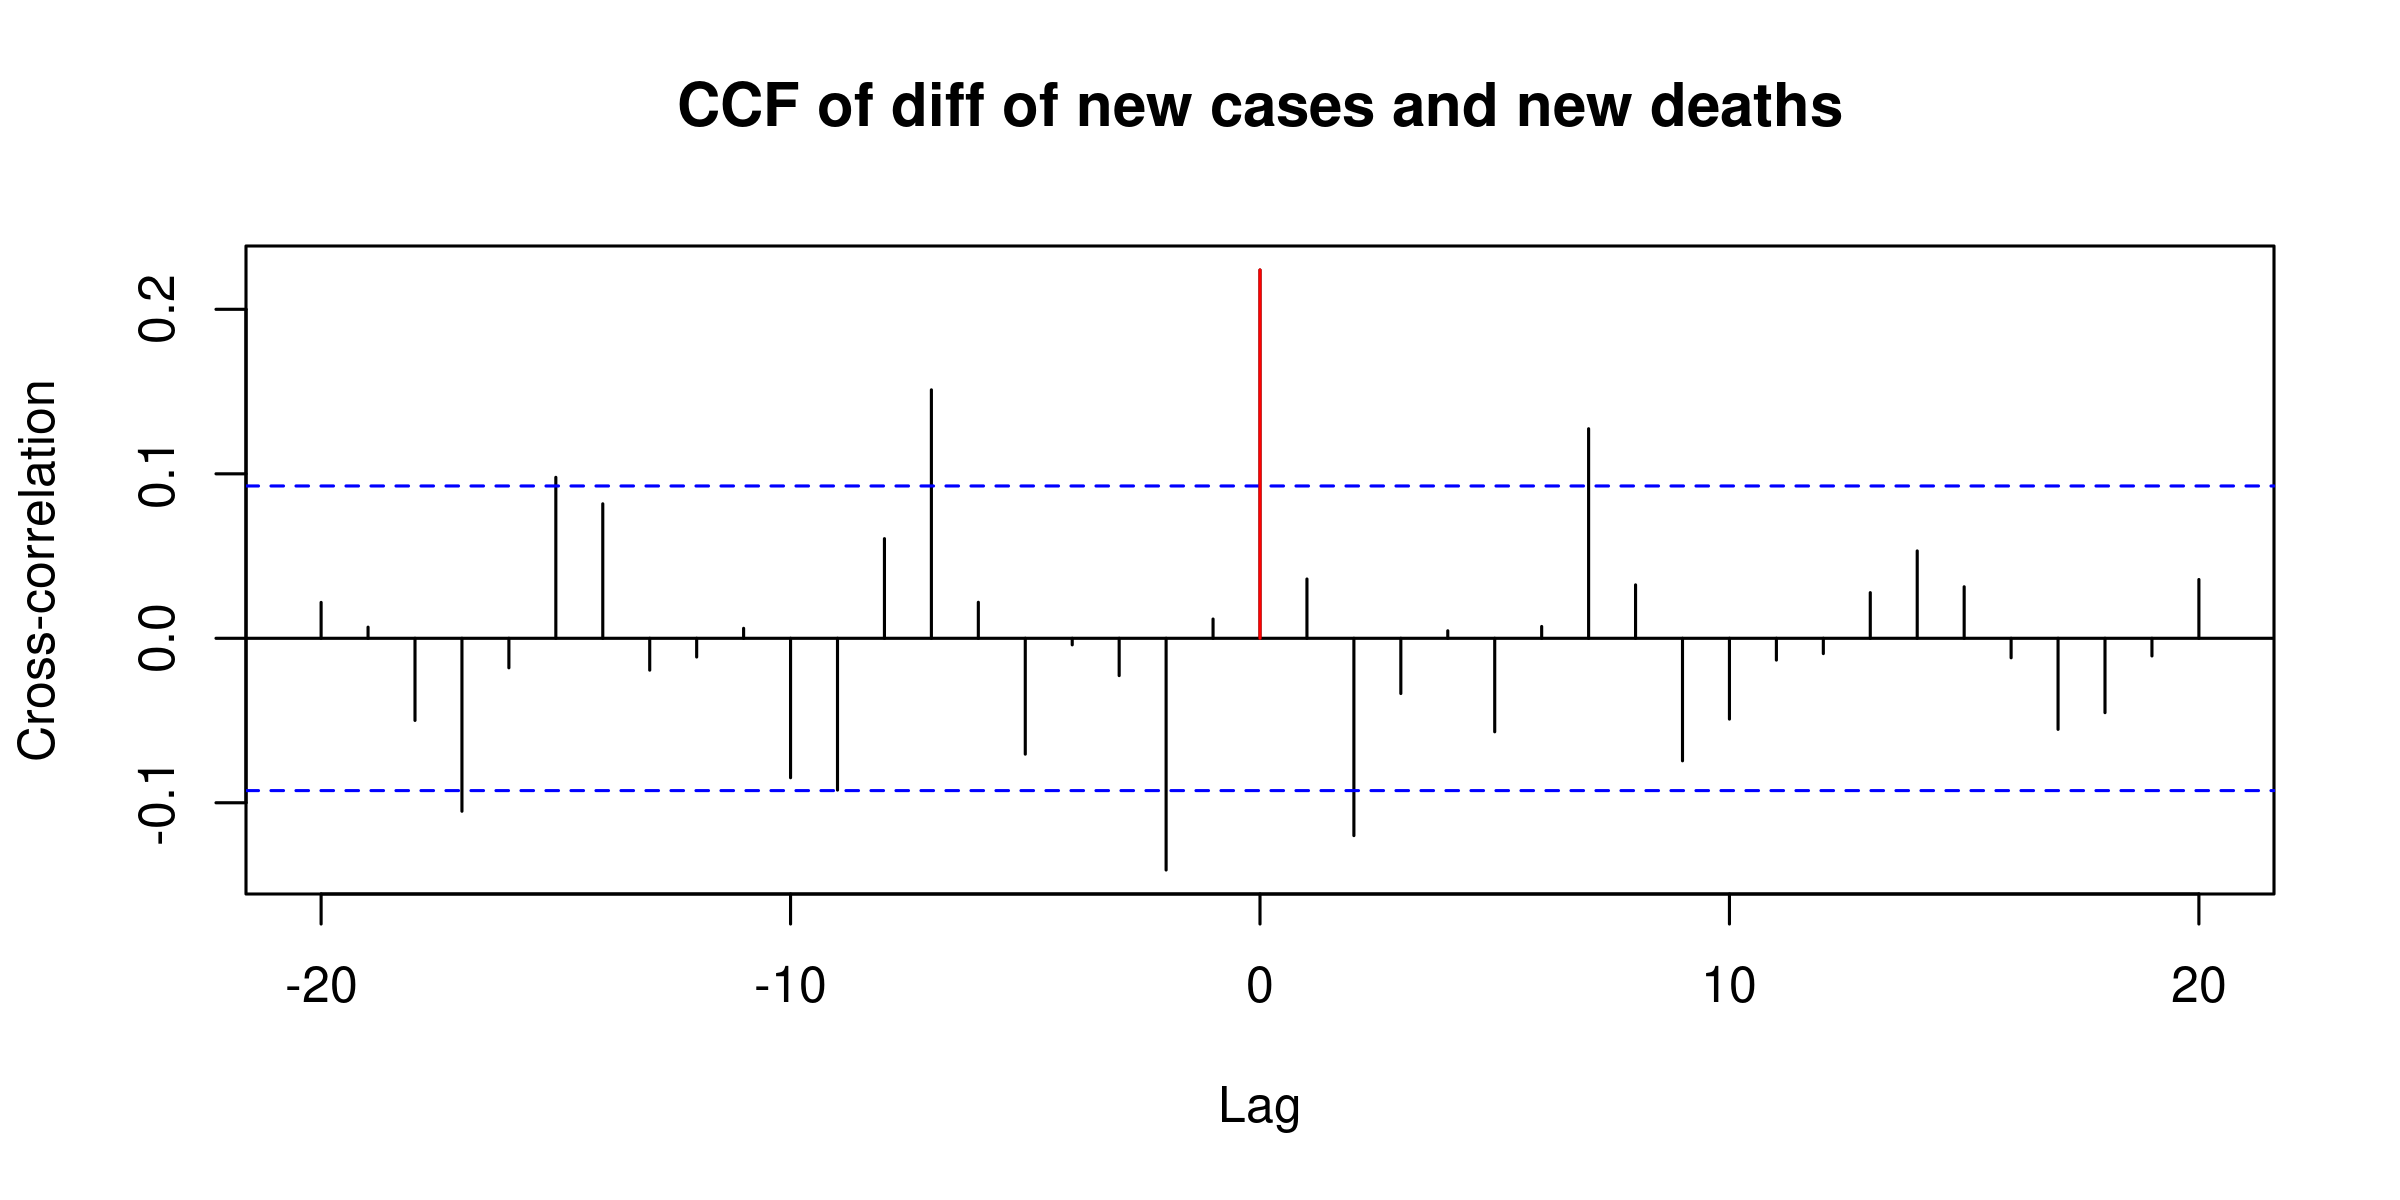 CCF of diff of new cases and new deaths
Cross-correlation
0.2
0.1
0.0
-0.1
-20 -10 0 10 20
Lag